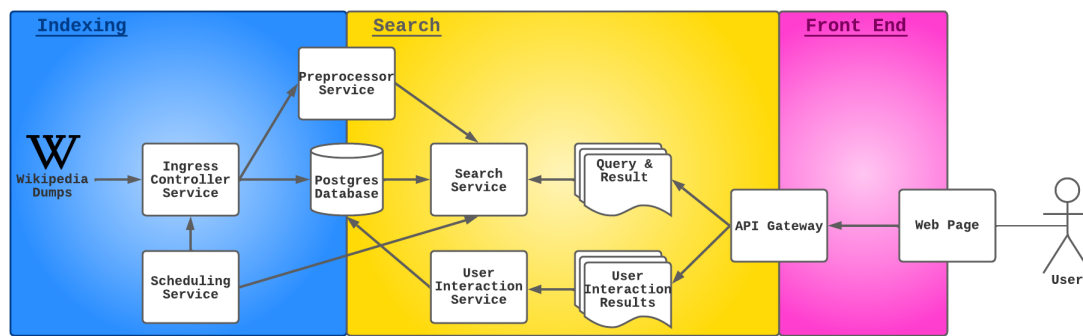 Indexing
Search
Front End
Preprocessor
Service
W
Wikipedia
Dumps
Ingress
Controller
Service
Postgres
Database
Search
Service
Query &
Result
API Gateway
Web Page
User
Scheduling
Service
User
Interaction
Service
User
Interaction
Results